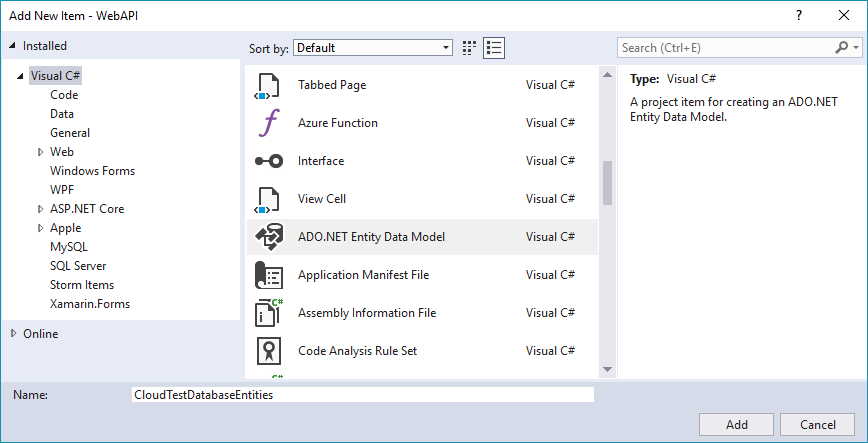 Add New Item - WebAPI
?
Installed
Sort by: Default
Search (Ctrl+E)
Visual C#
Code
Data
General
Web
Windows Forms
WPF
ASP.NET Core
Apple
MySQL
SQL Server
Storm Items
Xamarin.Forms
Online
Tabbed Page Visual C#
Azure Function Visual C#
Interface Visual C#
View Cell Visual C#
ADO.NET Entity Data Model Visual C#
Application Manifest File Visual C#
C#
Assembly Information File Visual C#
Code Analysis Rule Set Visual C#
C#
Type: Visual C#
A project item for creating an ADO.NET
Entity Data Model.
Name: CloudTestDatabaseEntities
Add Cancel